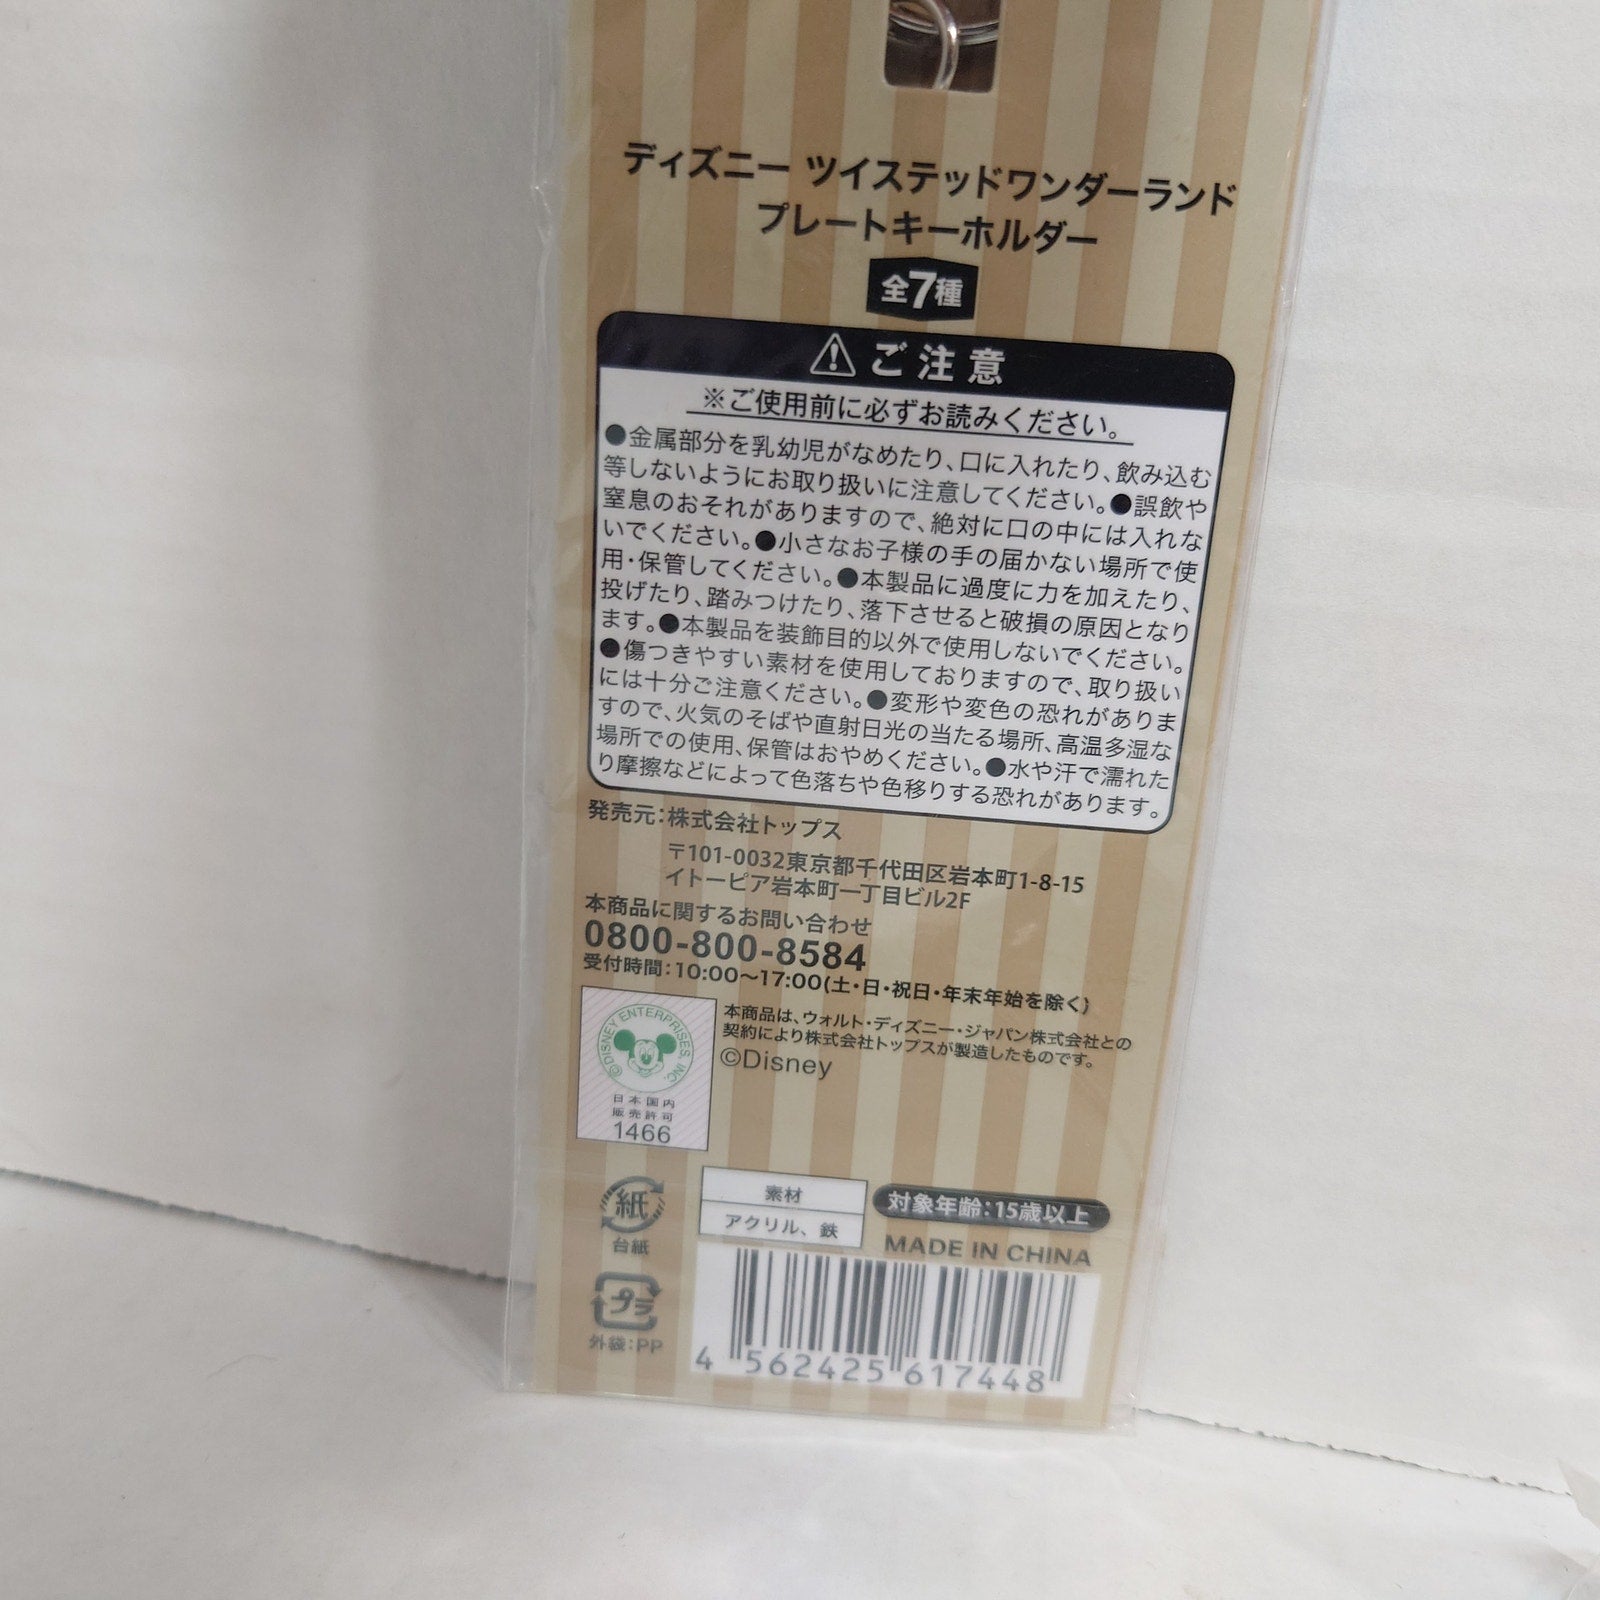 ディズニー ツイステッドワンダーランド
プレートキーホルダー
全7種
ご注意
※ご使用前に必ずお読みください。
●金属部分を乳幼児がなめたり、口に入れたり、飲み込む
等しないようにお取り扱いに注意してください。●誤飲や
窒息のおそれがありますので、絶対に口の中には入れな
いでください。●小さなお子様の手の届かない場所で使
用・保管してください。●本製品に過度に力を加えたり、
投げたり、踏みつけたり、落下させると破損の原因となり
ます。●本製品を装飾目的以外で使用しないでください。
●傷つきやすい素材を使用しておりますので、取り扱い
には十分ご注意ください。●変形や変色の恐れがありま
すので、火気のそばや直射日光の当たる場所、高温多湿な
場所での使用、保管はおやめください。●水や汗で濡れた
り摩擦などによって色落ちや色移りする恐れがあります。
発売元：株式会社トップス
〒101-0032東京都千代田区岩本町1-8-15
イトーピア岩本町一丁目ビル2F
本商品に関するお問い合わせ
0800-800-8584
受付時間：10:00〜17:00(土・日・祝日・年末年始を除く)
本商品は、ウォルト・ディズニー・ジャパン株式会社との
契約により株式会社トップスが製造したものです。
©Disney
©DISNEY ENTERPRISES, INC.
日本国内
販売許可
1466
紙
台紙
プラ
外袋：PP
素材
アクリル、鉄
対象年齢：15歳以上
MADE IN CHINA
4 562425 617448